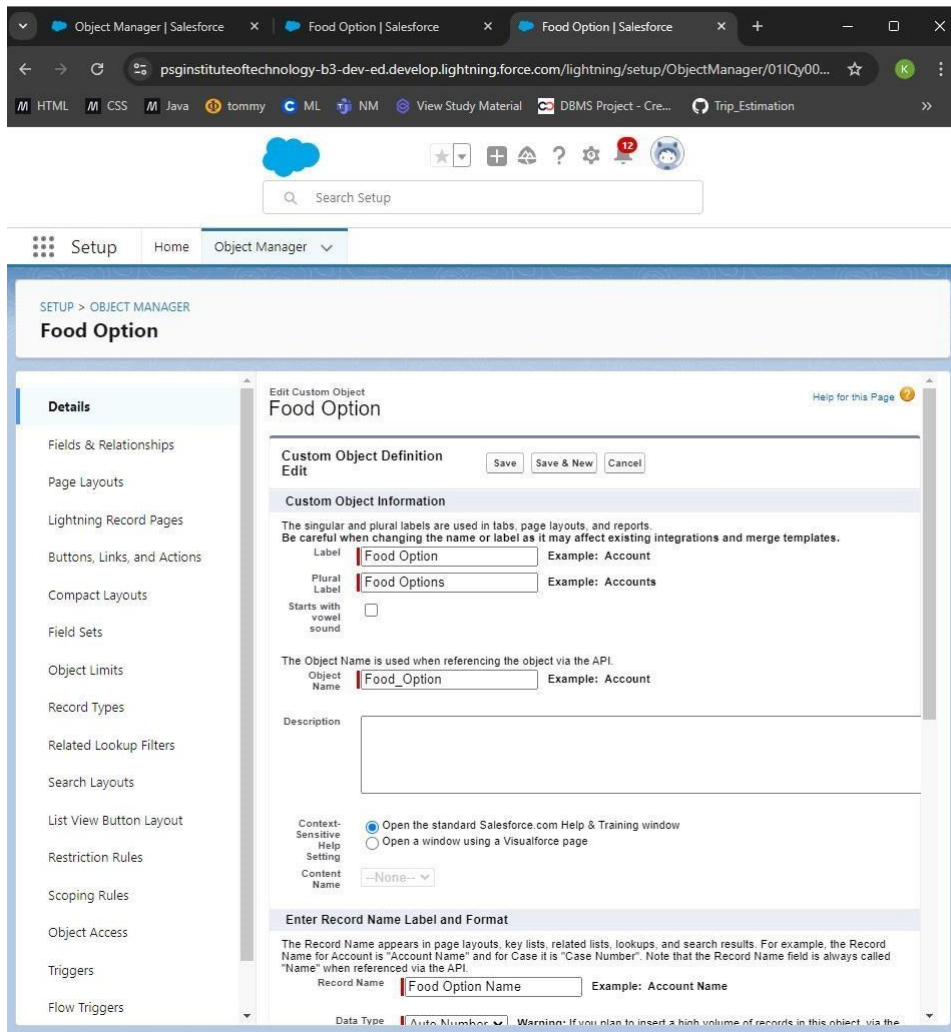 Object Manager | Salesforce
Food Option | Salesforce
Food Option | Salesforce
psginstituteoftechnology-b3-dev-ed.develop.lightning.force.com/lightning/setup/ObjectManager/01IQy00...
K
M HTML M CSS M Java tommy C ML NM View Study Material DBMS Project - Cre... Trip_Estimation »
12
Search Setup
Setup Home Object Manager
SETUP > OBJECT MANAGER
Food Option
Details
Fields & Relationships
Page Layouts
Lightning Record Pages
Buttons, Links, and Actions
Compact Layouts
Field Sets
Object Limits
Record Types
Related Lookup Filters
Search Layouts
List View Button Layout
Restriction Rules
Scoping Rules
Object Access
Triggers
Flow Triggers
Edit Custom Object
Food Option
Help for this Page ?
Custom Object Definition
Edit
Save Save & New Cancel
Custom Object Information
The singular and plural labels are used in tabs, page layouts, and reports.
Be careful when changing the name or label as it may affect existing integrations and merge templates.
Label Food Option Example: Account
Plural
Label
Food Options Example: Accounts
Starts with
vowel
sound
The Object Name is used when referencing the object via the API.
Object
Name
Food_Option Example: Account
Description
Context-
Sensitive
Help
Setting
Open the standard Salesforce.com Help & Training window
Open a window using a Visualforce page
Content
Name
--None--
Enter Record Name Label and Format
The Record Name appears in page layouts, key lists, related lists, lookups, and search results. For example, the Record
Name for Account is "Account Name" and for Case it is "Case Number". Note that the Record Name field is always called
"Name" when referenced via the API.
Record Name Food Option Name Example: Account Name
Data Type Auto Number Warning: If you plan to insert a high volume of records in this object, via the